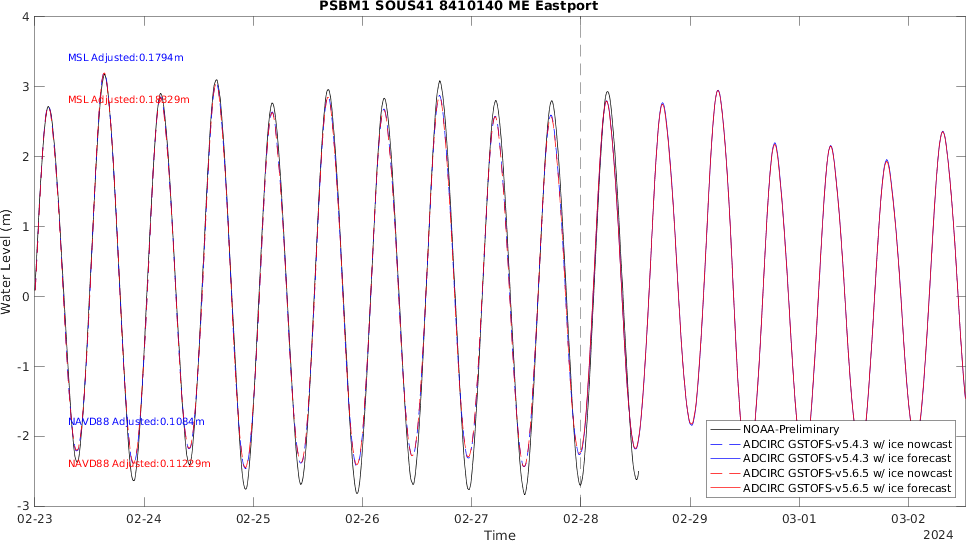 PSBM1 SOUS41 8410140 ME Eastport
Water Level (m)
4
3
2
1
0
-1
-2
-3
MSL Adjusted:0.1794m
MSL Adjusted:0.18829m
NAVD88 Adjusted:0.1084m
NAVD88 Adjusted:0.11229m
NOAA-Preliminary
ADCIRC GSTOFS-v5.4.3 w/ ice nowcast
ADCIRC GSTOFS-v5.4.3 w/ ice forecast
ADCIRC GSTOFS-v5.6.5 w/ ice nowcast
ADCIRC GSTOFS-v5.6.5 w/ ice forecast
02-23 02-24 02-25 02-26 02-27 02-28 02-29 03-01 03-02
Time
2024